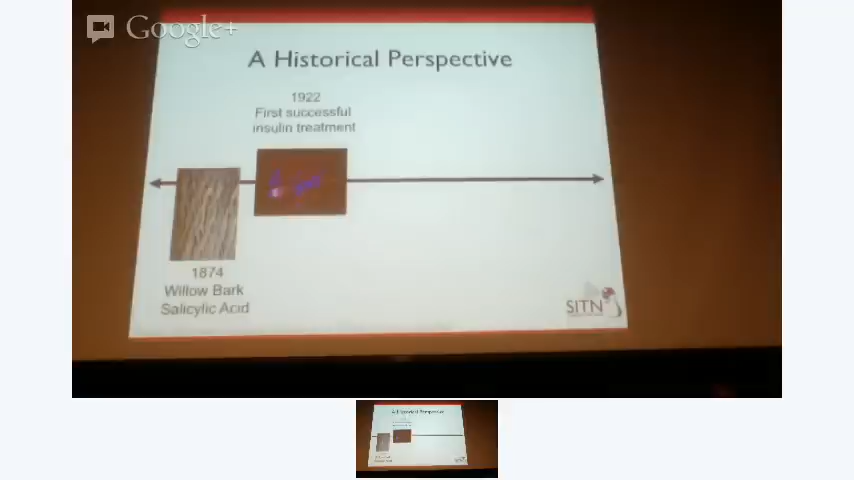 Google+
A Historical Perspective
1922
First successful
insulin treatment
1874
Willow Bark
Salicylic Acid
SITN